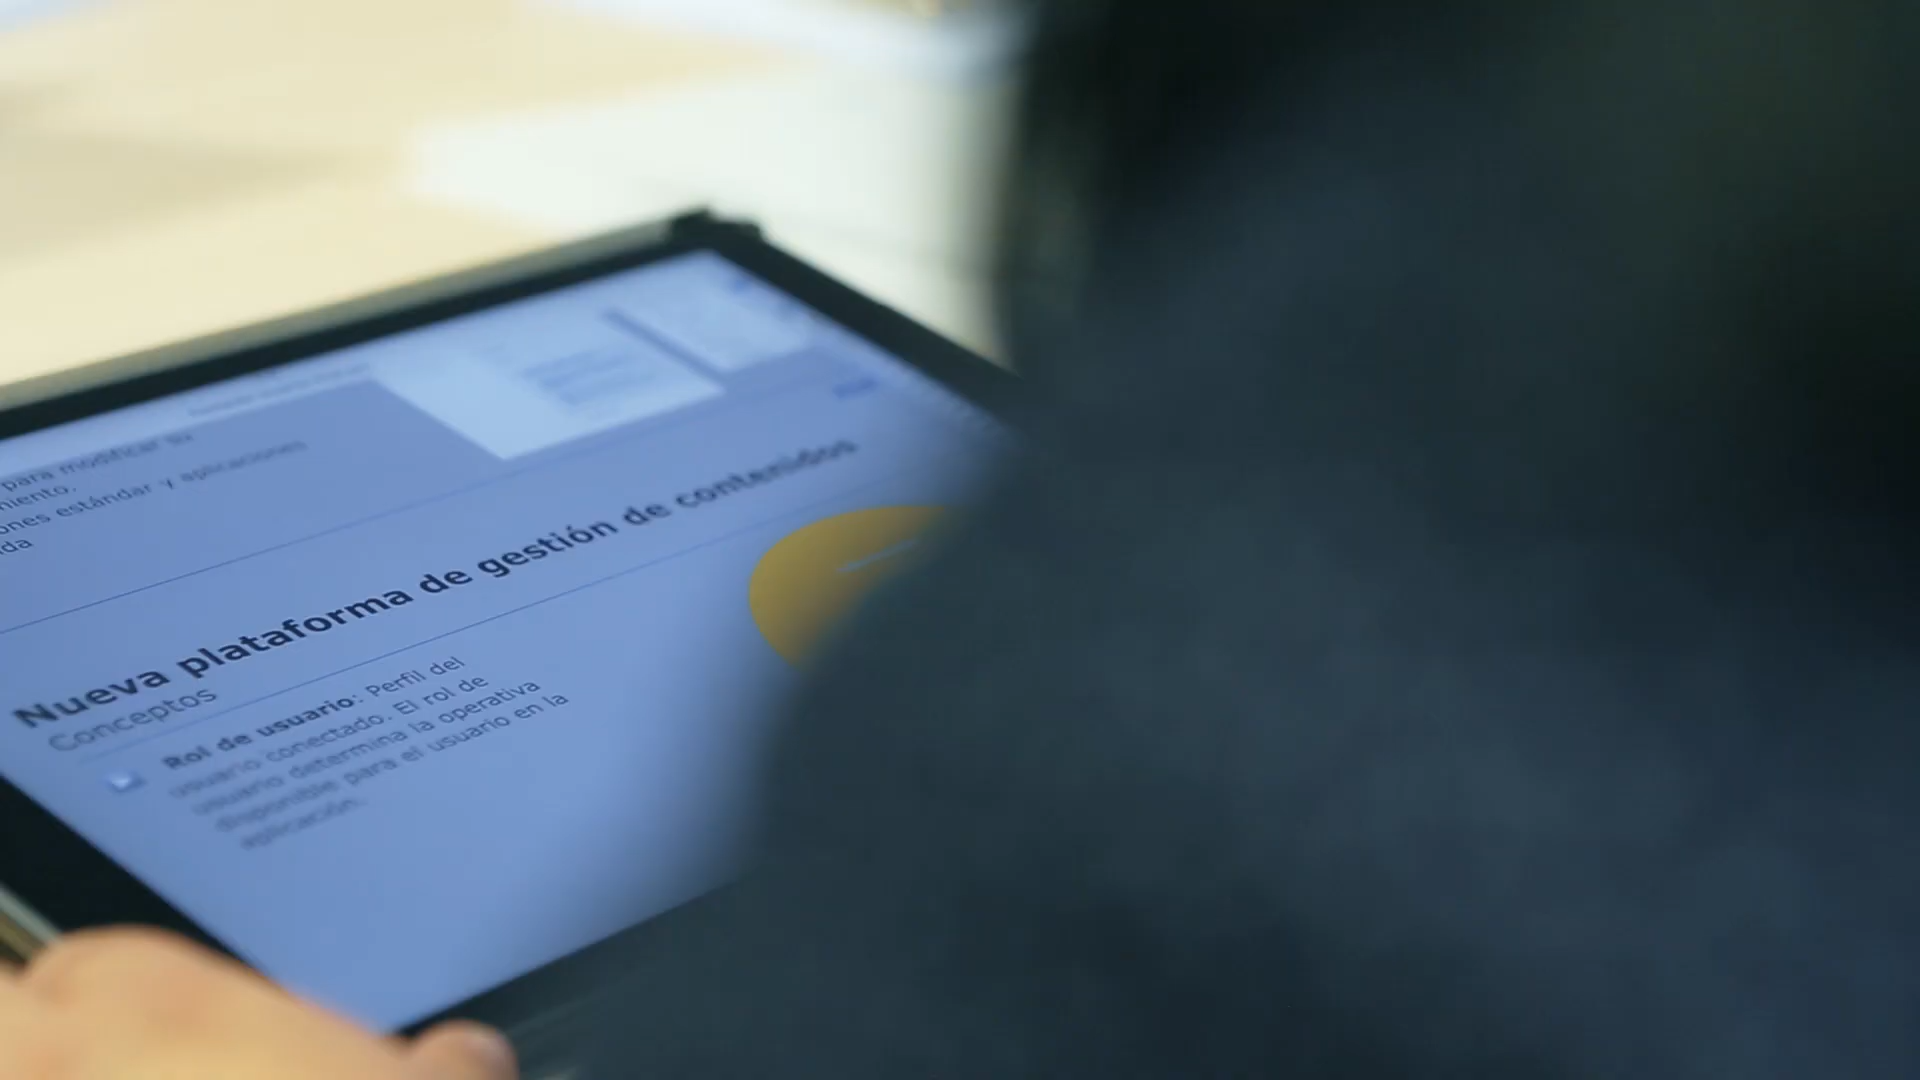 para modificar su
miento.
ones estándar y aplicaciones
da
Nueva plataforma de gestión de contenidos
Conceptos
Rol de usuario: Perfil del
usuario conectado. El rol de
usuario determina la operativa
disponible para el usuario en la
aplicación.